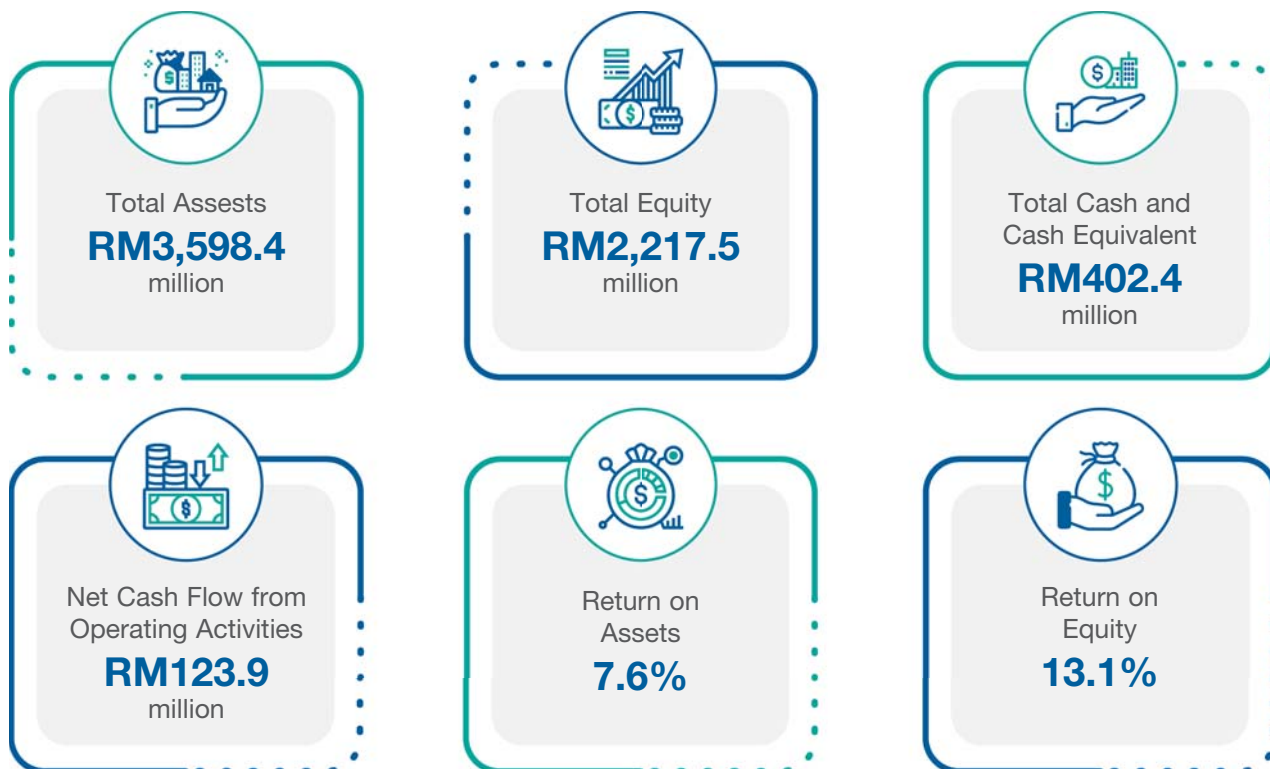 Total Assests
RM3,598.4
million
Total Equity
RM2,217.5
million
Total Cash and
Cash Equivalent
RM402.4
million
Net Cash Flow from
Operating Activities
RM123.9
million
Return on
Assets
7.6%
Return on
Equity
13.1%